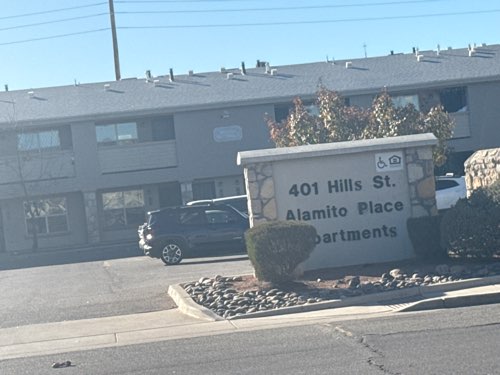 401 Hills St.
Alamito Place
partments